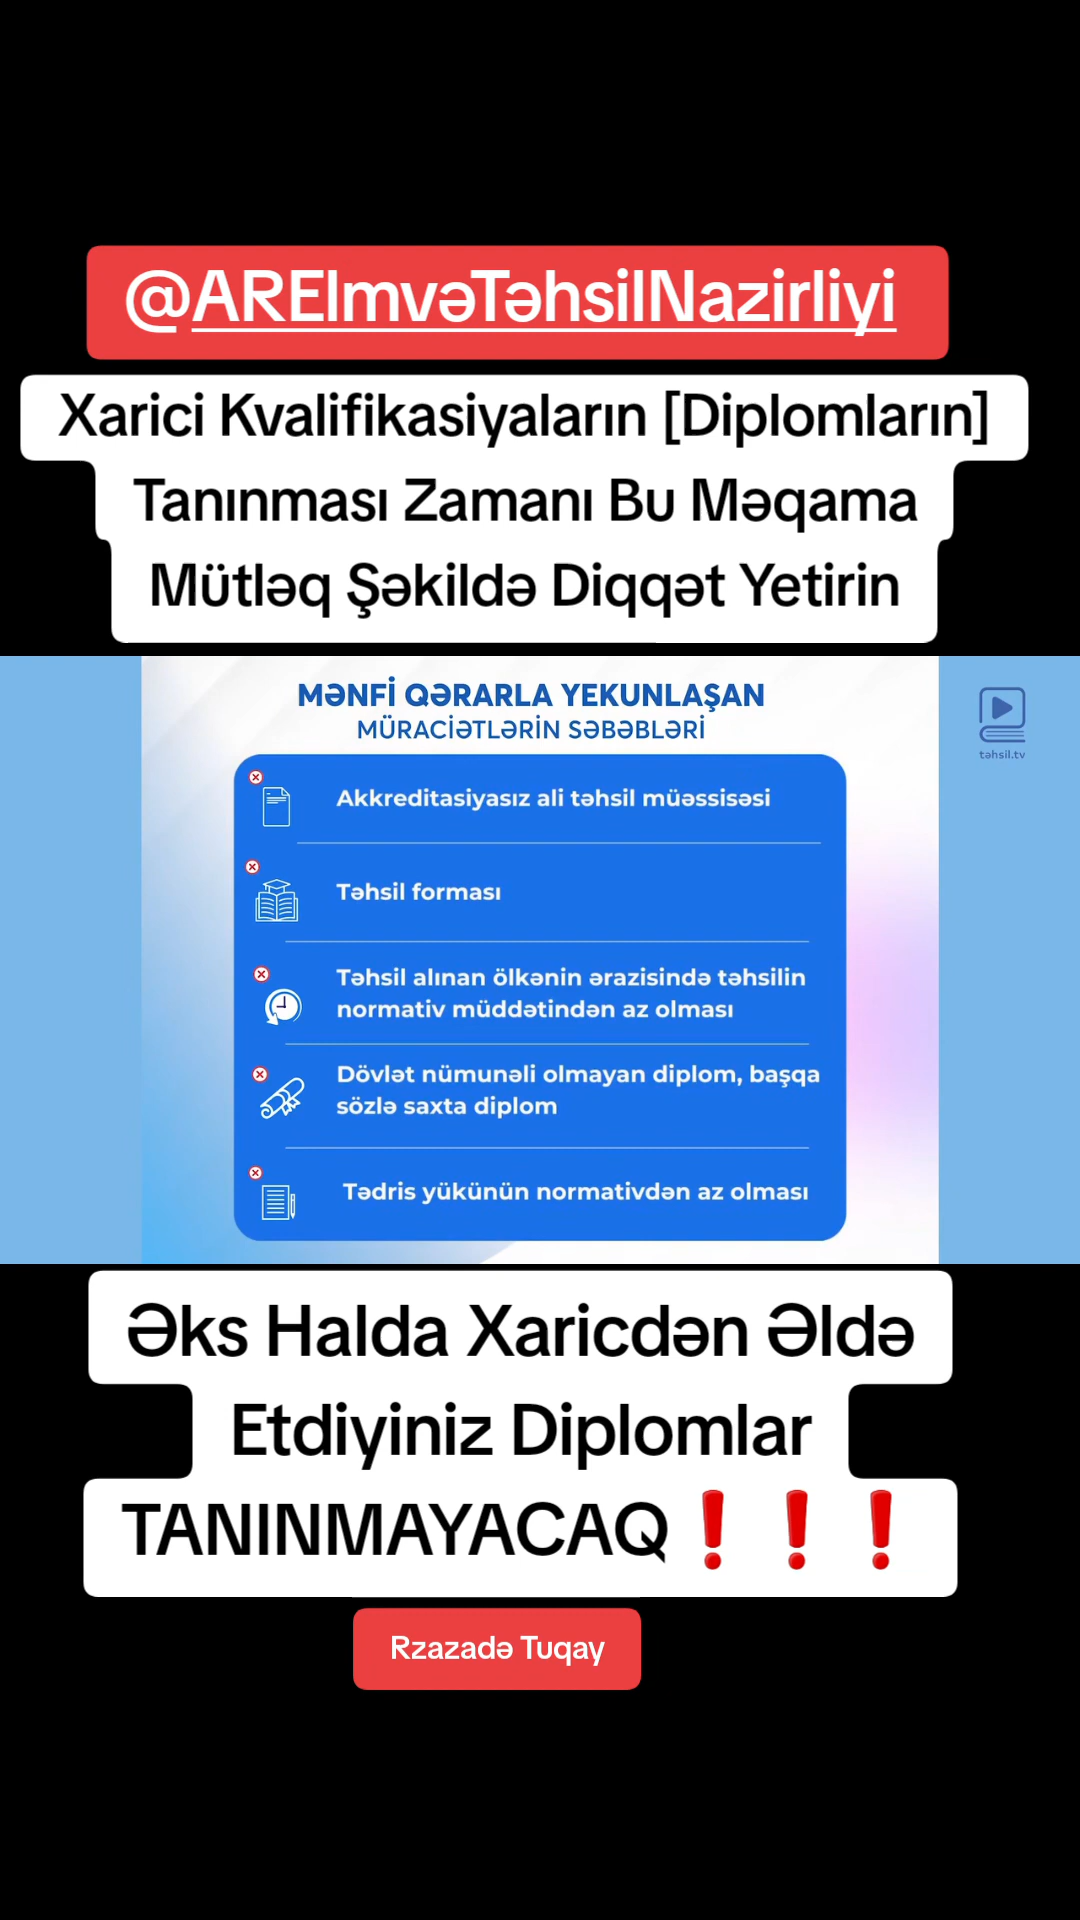 @ARElmvəTəhsilNazirliyi
Xarici Kvalifikasiyaların [Diplomların]
Tanınması Zamanı Bu Məqama
Mütləq Şəkildə Diqqət Yetirin
MƏNFİ QƏRARLA YEKUNLAŞAN
MÜRACİƏTLƏRİN SƏBƏBLƏRİ
təhsil.tv
Akkreditasiyasız ali təhsil müəssisəsi
Təhsil forması
Təhsil alınan ölkənin ərazisində təhsilin
normativ müddətindən az olması
Dövlət nümunəli olmayan diplom, başqa
sözlə saxta diplom
Tədris yükünün normativdən az olması
Əks Halda Xaricdən Əldə
Etdiyiniz Diplomlar
TANINMAYACAQ❗❗❗
Rzazadə Tuqay